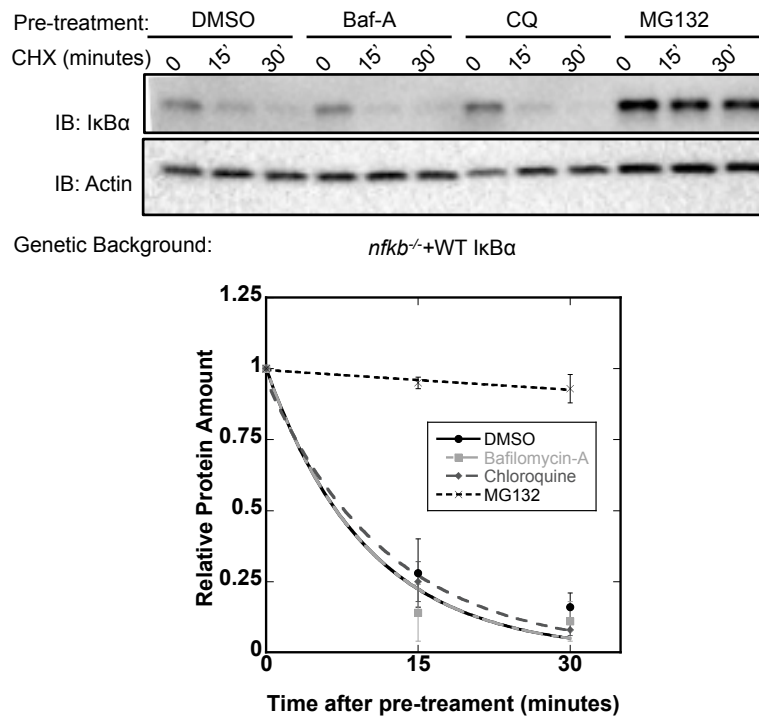 Pre-treatment: DMSO Baf-A CQ MG132
CHX (minutes) 0 15' 30' 0 15' 30' 0 15' 30' 0 15' 30'
IB: IκBα
IB: Actin
Genetic Background: nfkb-/-+WT IκBα
1.25
1
0.75
0.25
0
Relative Protein Amount
DMSO
Bafilomycin-A
Chloroquine
MG132
0 15 30
Time after pre-treament (minutes)